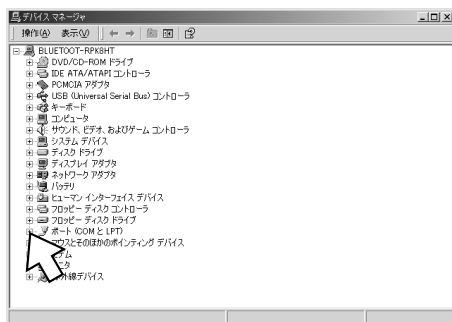 デバイス マネージャ
操作(A) 表示(V)
BLUETOOT-RPK8HT
DVD/CD-ROM ドライブ
IDE ATA/ATAPI コントローラ
PCMCIA アダプタ
USB (Universal Serial Bus) コントローラ
キーボード
コンピュータ
サウンド、ビデオ、およびゲーム コントローラ
システム デバイス
ディスク ドライブ
ディスプレイ アダプタ
ネットワーク アダプタ
バッテリ
ヒューマン インターフェイス デバイス
フロッピー ディスク コントローラ
フロッピー ディスク ドライブ
ポート (COM と LPT)
マウスとそのほかのポインティング デバイス
デム
ニタ
外線デバイス